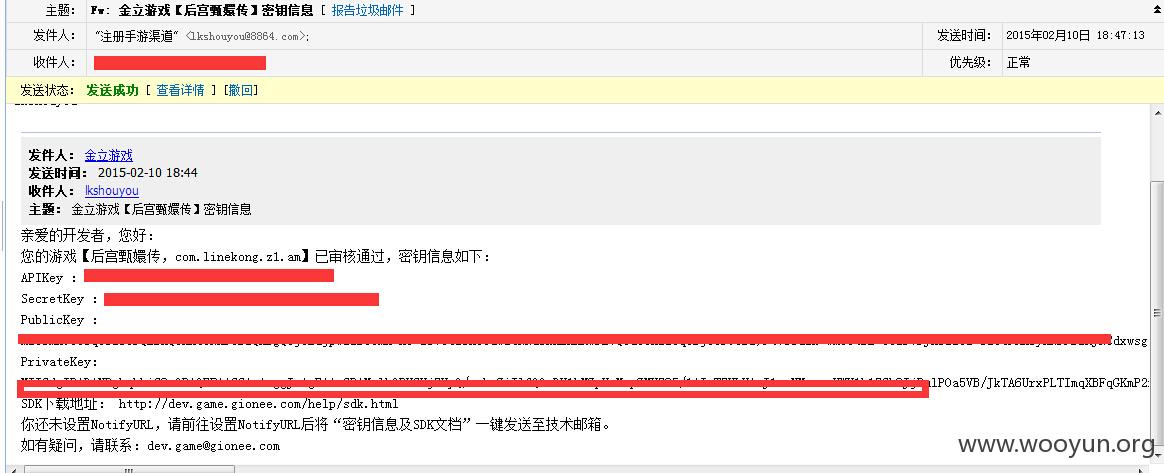 主题: Fw: 金立游戏【后宫甄嬛传】密钥信息 [ 报告垃圾邮件 ]
发件人: "注册手游渠道" <lkshouyou@8864.com>; 发送时间: 2015年02月10日 18:47:13
收件人: 优先级: 正常
发送状态: 发送成功 [ 查看详情 ] [撤回]
发件人: 金立游戏
发送时间: 2015-02-10 18:44
收件人: lkshouyou
主题: 金立游戏【后宫甄嬛传】密钥信息
亲爱的开发者，您好：
您的游戏【后宫甄嬛传，com.linekong.z1.am】已审核通过，密钥信息如下：
APIKey :
SecretKey :
PublicKey :
dxwsg
PrivateKey:
lPOa5VB/JkTA6UrxPLTImqXBFqGKmP2
SDK下载地址: http://dev.game.gionee.com/help/sdk.html
你还未设置NotifyURL，请前往设置NotifyURL后将“密钥信息及SDK文档”一键发送至技术邮箱。
如有疑问，请联系：dev.game@gionee.com
www.wooyun.org